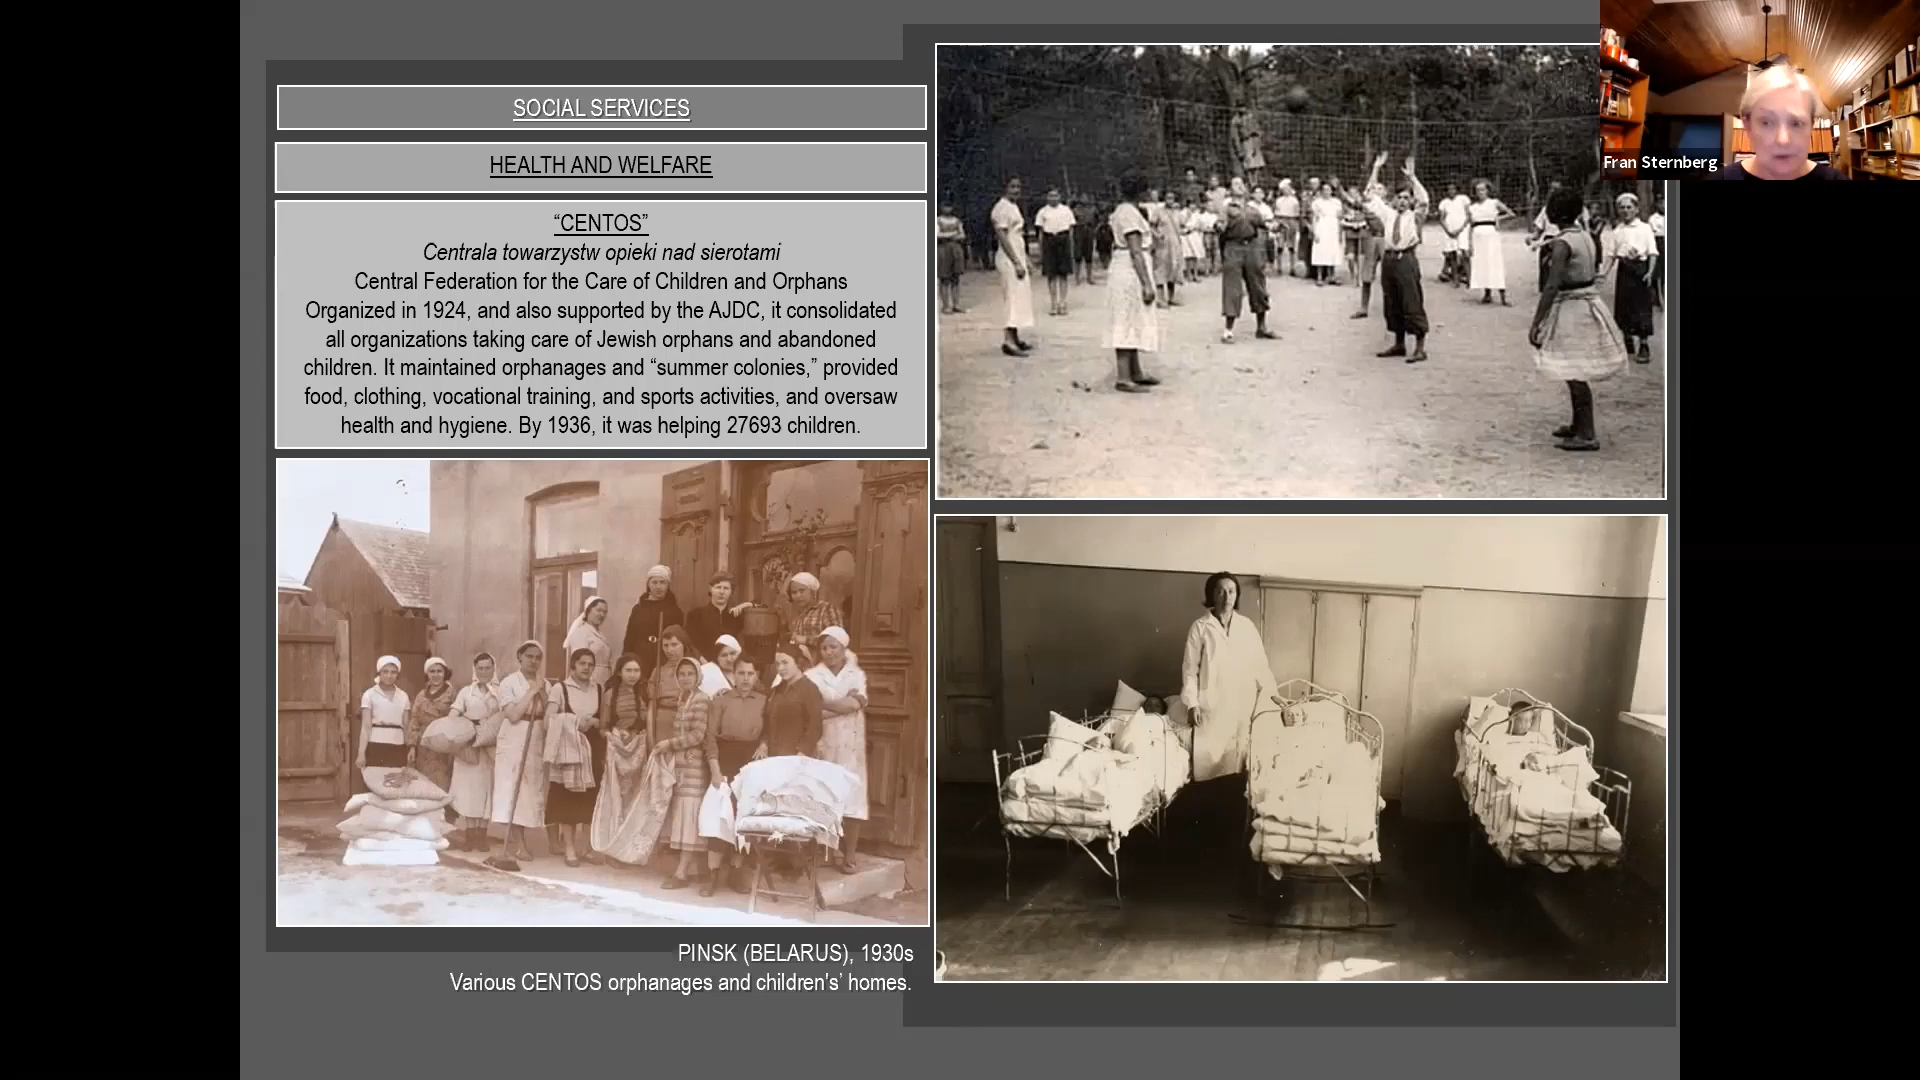 SOCIAL SERVICES
HEALTH AND WELFARE
“CENTOS”
Centrala towarzystw opieki nad sierotami
Central Federation for the Care of Children and Orphans
Organized in 1924, and also supported by the AJDC, it consolidated
all organizations taking care of Jewish orphans and abandoned
children. It maintained orphanages and “summer colonies,” provided
food, clothing, vocational training, and sports activities, and oversaw
health and hygiene. By 1936, it was helping 27693 children.
PINSK (BELARUS), 1930s
Various CENTOS orphanages and children's’ homes.
Fran Sternberg